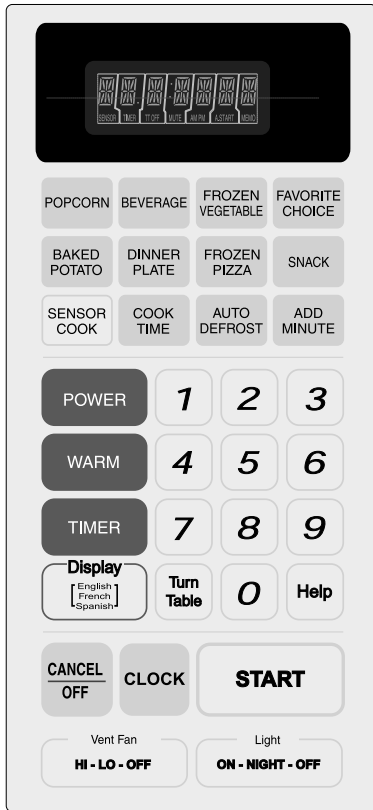 SENSOR TIMER TT OFF MUTE AM PM A.START MEMO
POPCORN BEVERAGE FROZEN VEGETABLE FAVORITE CHOICE
BAKED POTATO DINNER PLATE FROZEN PIZZA SNACK
SENSOR COOK COOK TIME AUTO DEFROST ADD MINUTE
POWER 1 2 3
WARM 4 5 6
TIMER 7 8 9
Display
[English
French
Spanish]
Turn
Table
0
Help
CANCEL
OFF
CLOCK
START
Vent Fan
HI - LO - OFF
Light
ON - NIGHT - OFF